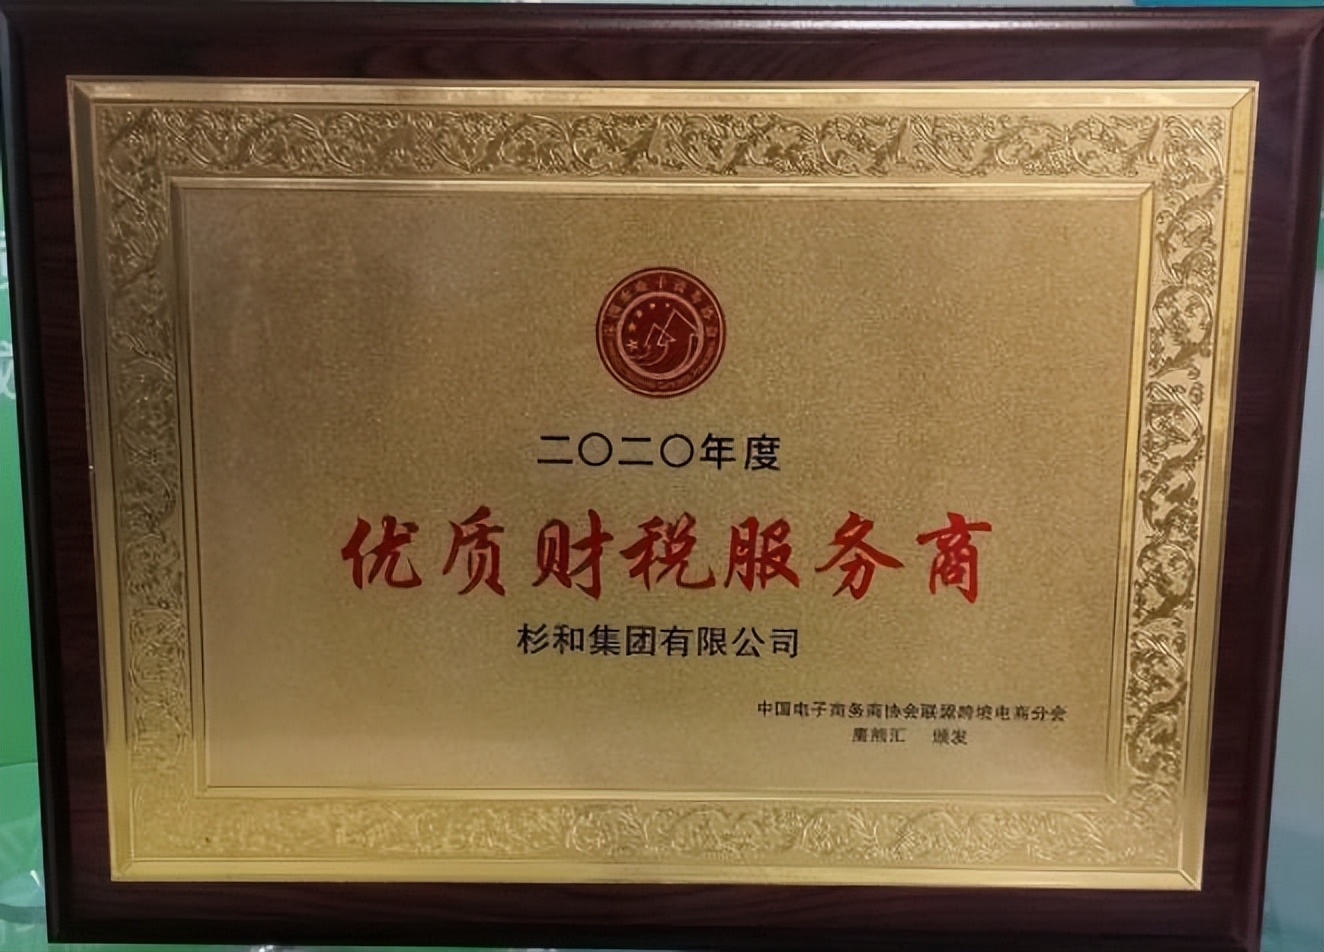 二〇二〇年度
优质财税服务商
杉和集团有限公司
中国电子商务商协会联盟跨境电商分会
汇 颁发